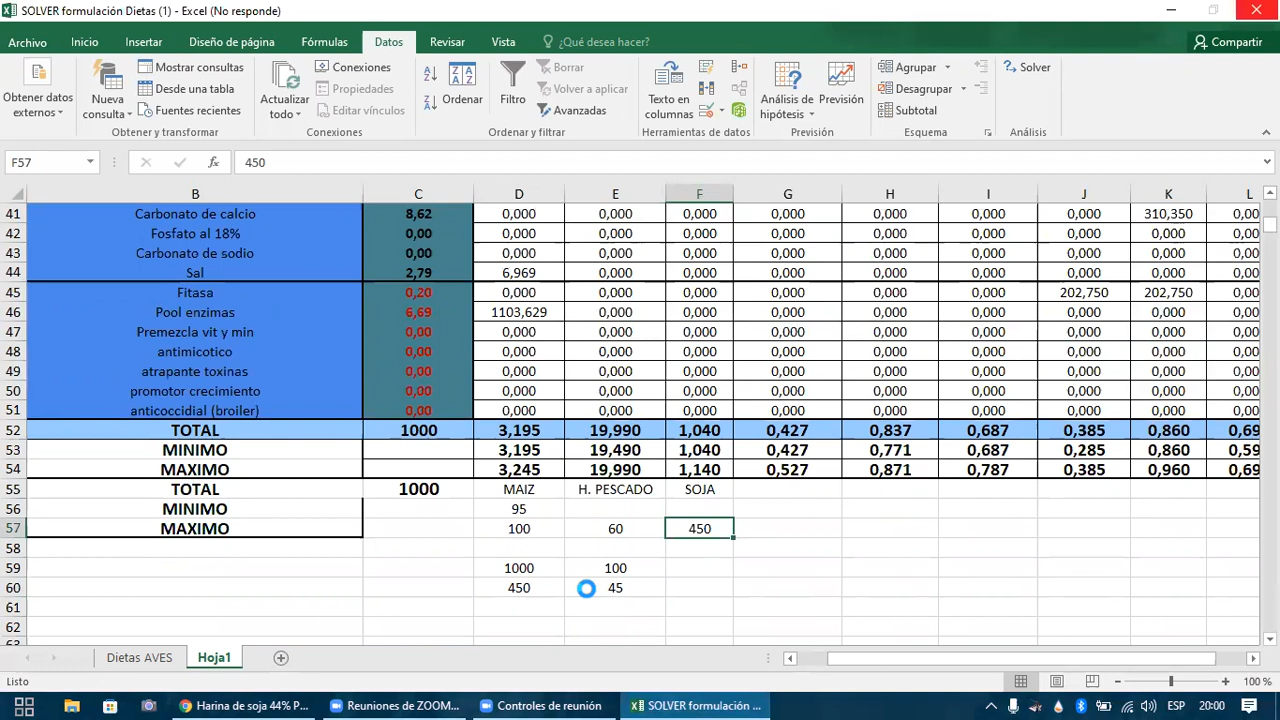 SOLVER formulación Dietas (1) - Excel (No responde)
Archivo Inicio Insertar Diseño de página Fórmulas Datos Revisar Vista ¿Qué desea hacer? Compartir
Obtener datos externos
Nueva consulta
Mostrar consultas
Desde una tabla
Fuentes recientes
Obtener y transformar
Actualizar todo
Conexiones
Propiedades
Editar vínculos
Conexiones
Ordenar
Filtro
Borrar
Volver a aplicar
Avanzadas
Ordenar y filtrar
Texto en columnas
Herramientas de datos
Análisis de hipótesis
Previsión
Previsión
Agrupar
Desagrupar
Subtotal
Esquema
Solver
Análisis
F57 fx 450
B C D E F G H I J K L
41 Carbonato de calcio 8,62 0,000 0,000 0,000 0,000 0,000 0,000 0,000 310,350 0,00
42 Fosfato al 18% 0,00 0,000 0,000 0,000 0,000 0,000 0,000 0,000 0,000 0,00
43 Carbonato de sodio 0,00 0,000 0,000 0,000 0,000 0,000 0,000 0,000 0,000 0,00
44 Sal 2,79 6,969 0,000 0,000 0,000 0,000 0,000 0,000 0,000 0,00
45 Fitasa 0,20 0,000 0,000 0,000 0,000 0,000 0,000 202,750 202,750 0,00
46 Pool enzimas 6,69 1103,629 0,000 0,000 0,000 0,000 0,000 0,000 0,000 0,00
47 Premezcla vit y min 0,00 0,000 0,000 0,000 0,000 0,000 0,000 0,000 0,000 0,00
48 antimicotico 0,00 0,000 0,000 0,000 0,000 0,000 0,000 0,000 0,000 0,00
49 atrapante toxinas 0,00 0,000 0,000 0,000 0,000 0,000 0,000 0,000 0,000 0,00
50 promotor crecimiento 0,00 0,000 0,000 0,000 0,000 0,000 0,000 0,000 0,000 0,00
51 anticoccidial (broiler) 0,00 0,000 0,000 0,000 0,000 0,000 0,000 0,000 0,000 0,00
52 TOTAL 1000 3,195 19,990 1,040 0,427 0,837 0,687 0,385 0,860 0,69
53 MINIMO 3,195 19,490 1,040 0,427 0,771 0,687 0,285 0,860 0,59
54 MAXIMO 3,245 19,990 1,140 0,527 0,871 0,787 0,385 0,960 0,69
55 TOTAL 1000 MAIZ H. PESCADO SOJA
56 MINIMO 95
57 MAXIMO 100 60 450
58
59 1000 100
60 450 45
61
62
63
Dietas AVES Hoja1
Listo 100 %
Harina de soja 44% P... Reuniones de ZOOM... Controles de reunión SOLVER formulación ... ESP 20:00